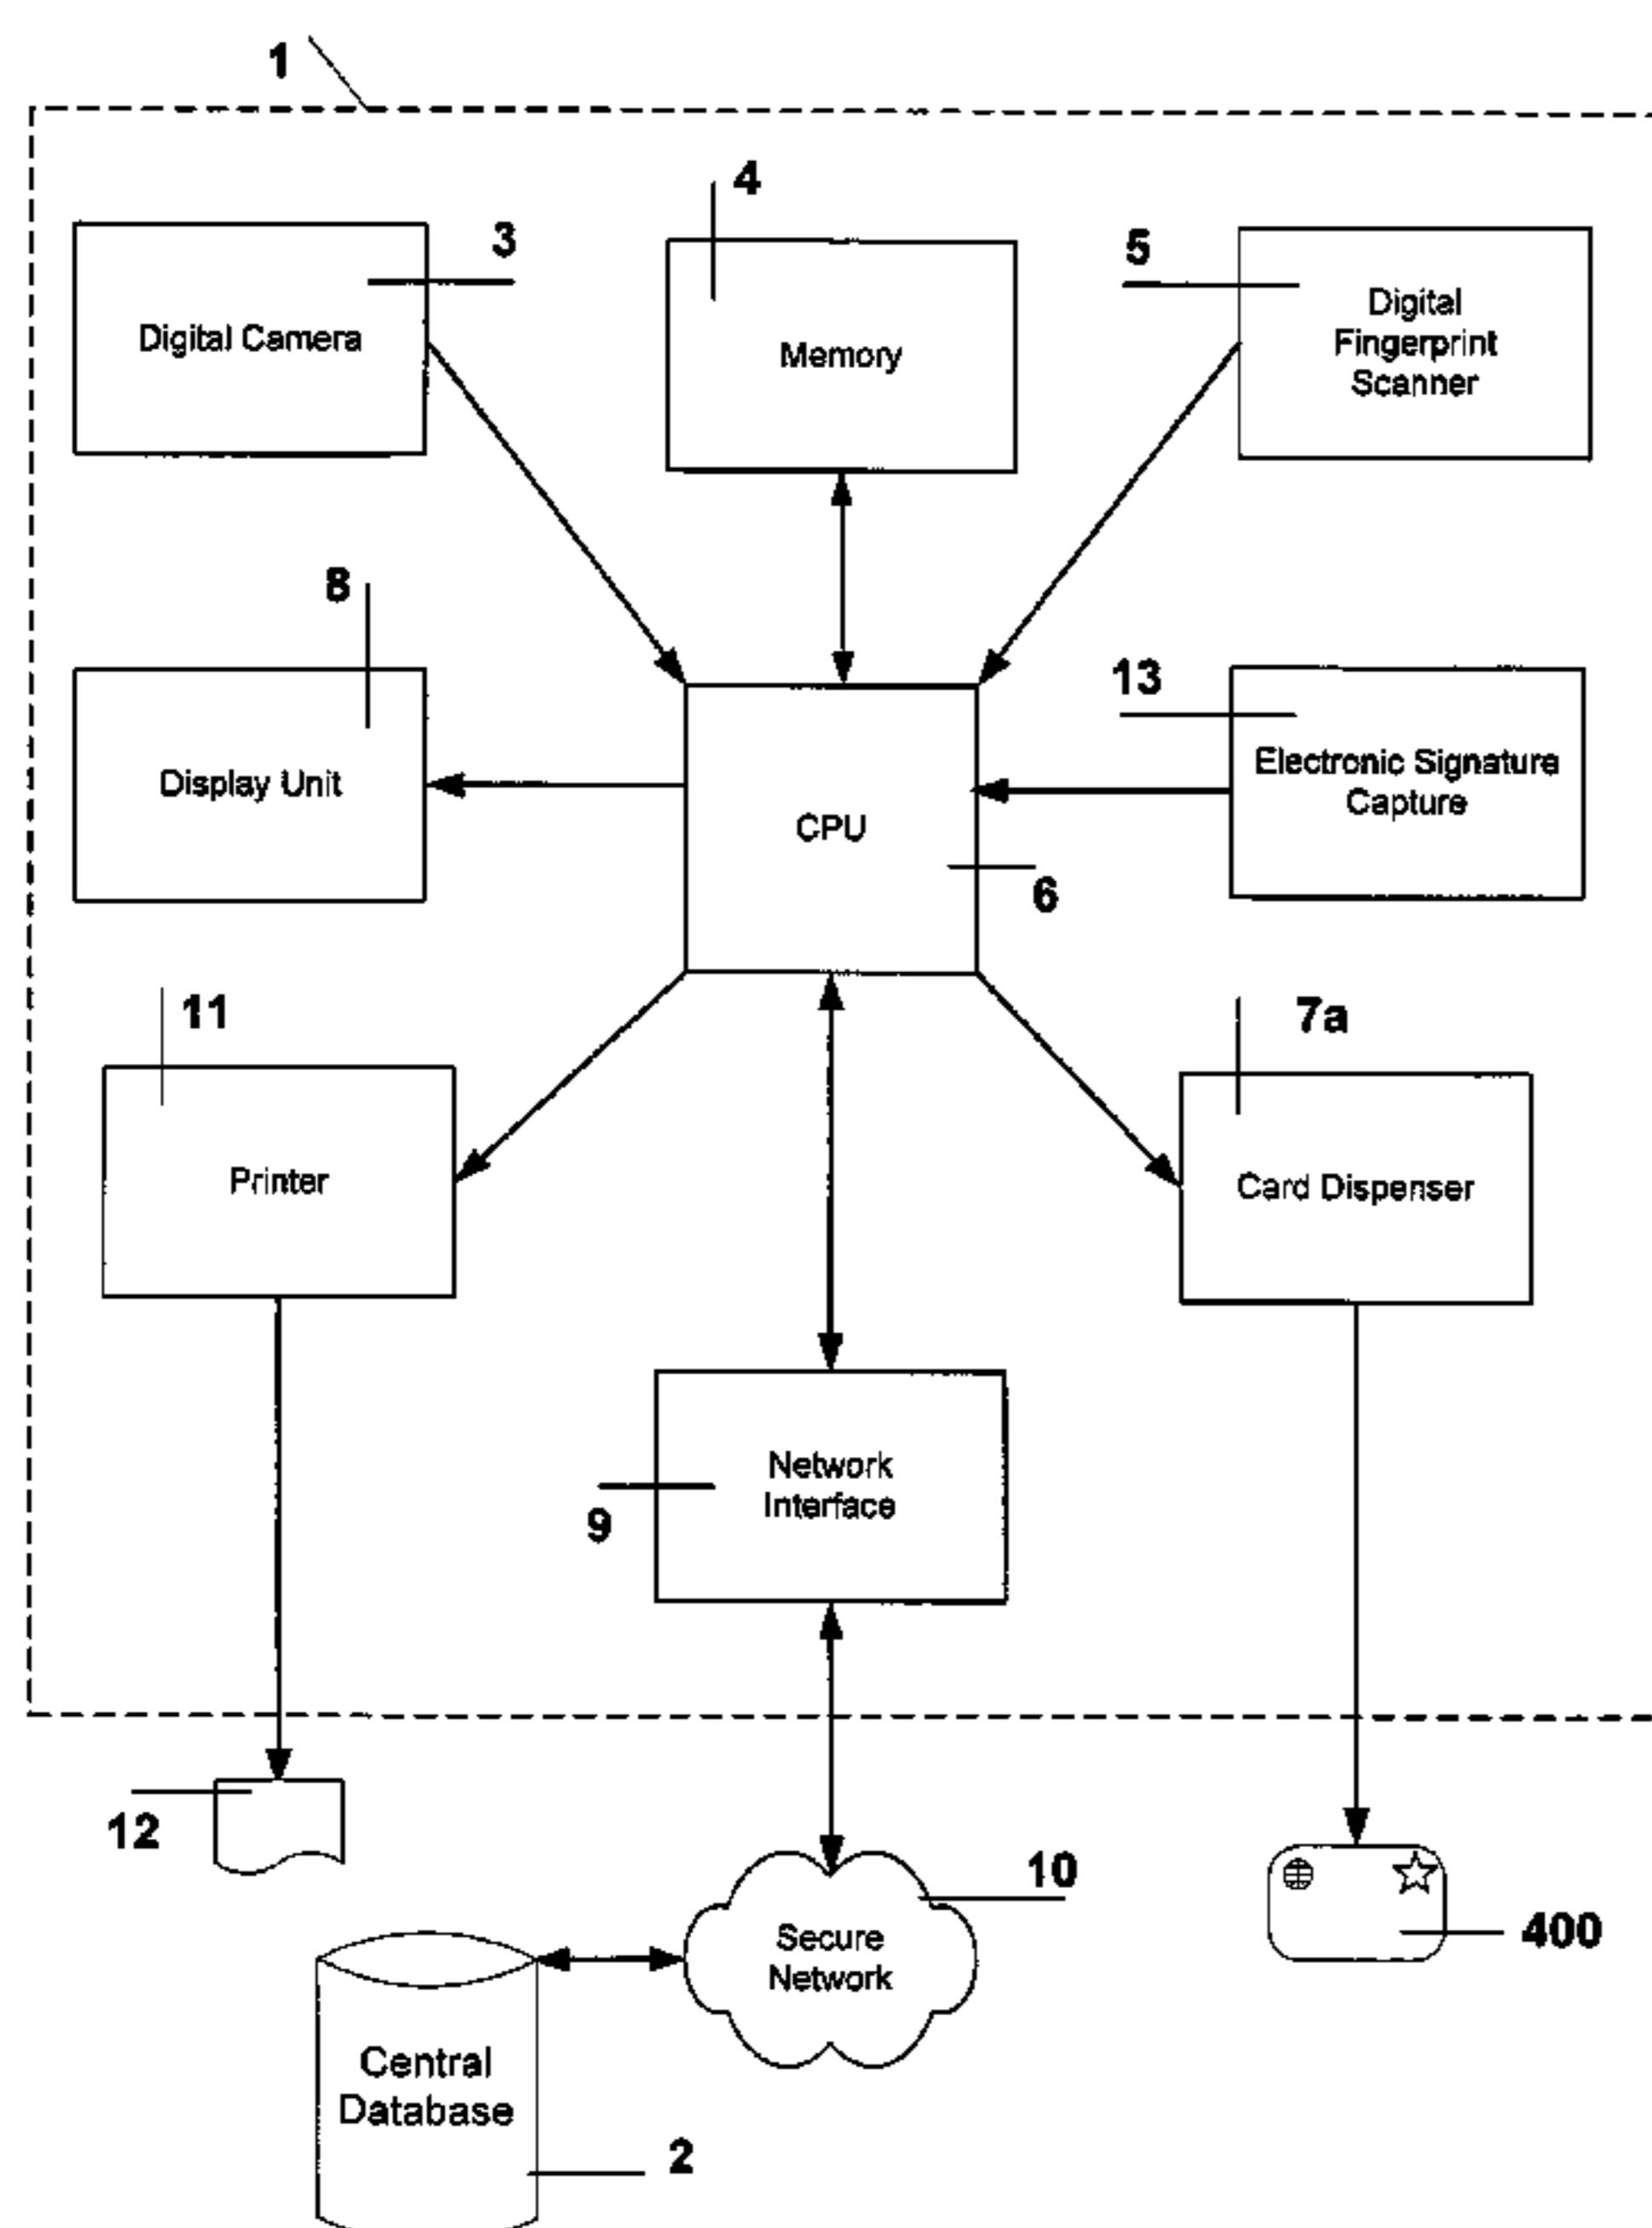 1
4
3
5
Digital Camera
Memory
Digital
Fingerprint
Scanner
8
13
Display Unit
CPU
Electronic Signature
Capture
6
11
7a
Printer
Card Dispenser
Network
Interface
9
12
10
Secure
Network
400
Central
Database
2